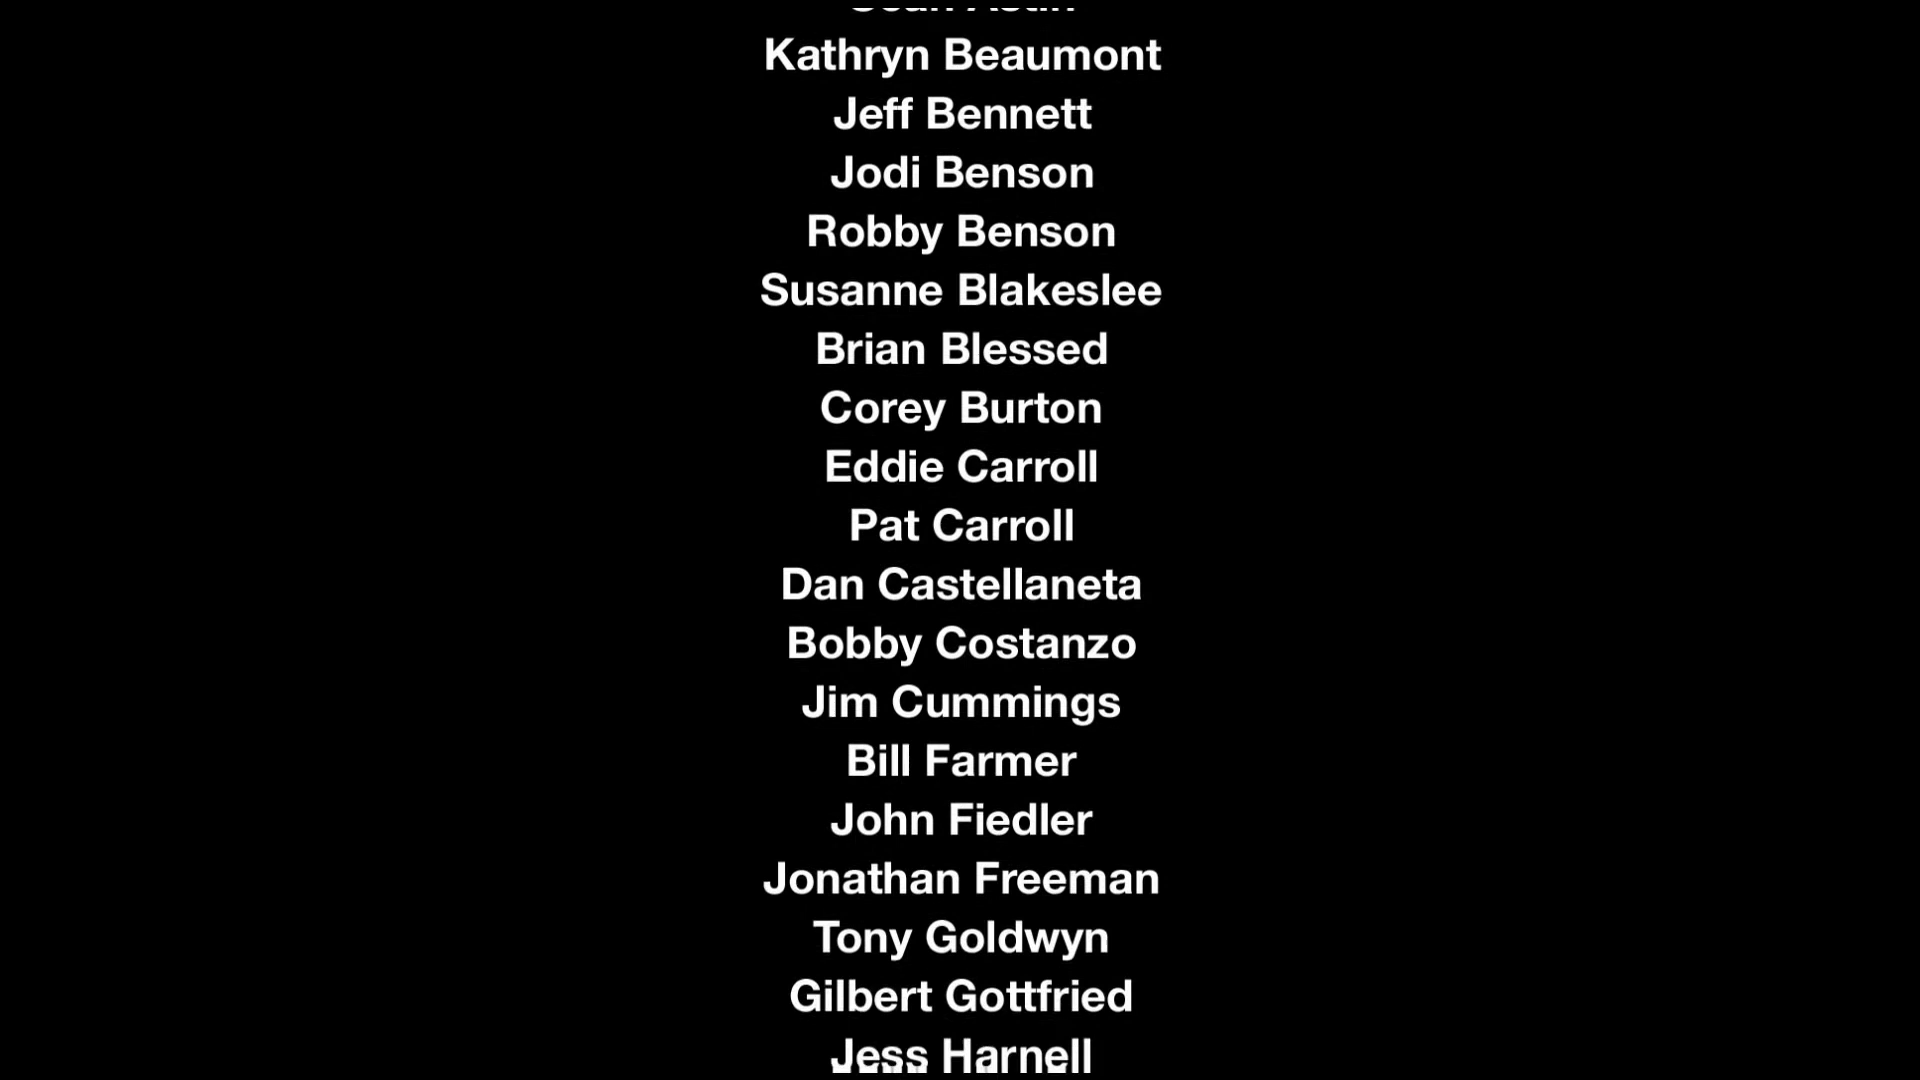 Kathryn Beaumont
Jeff Bennett
Jodi Benson
Robby Benson
Susanne Blakeslee
Brian Blessed
Corey Burton
Eddie Carroll
Pat Carroll
Dan Castellaneta
Bobby Costanzo
Jim Cummings
Bill Farmer
John Fiedler
Jonathan Freeman
Tony Goldwyn
Gilbert Gottfried
Jess Harnell